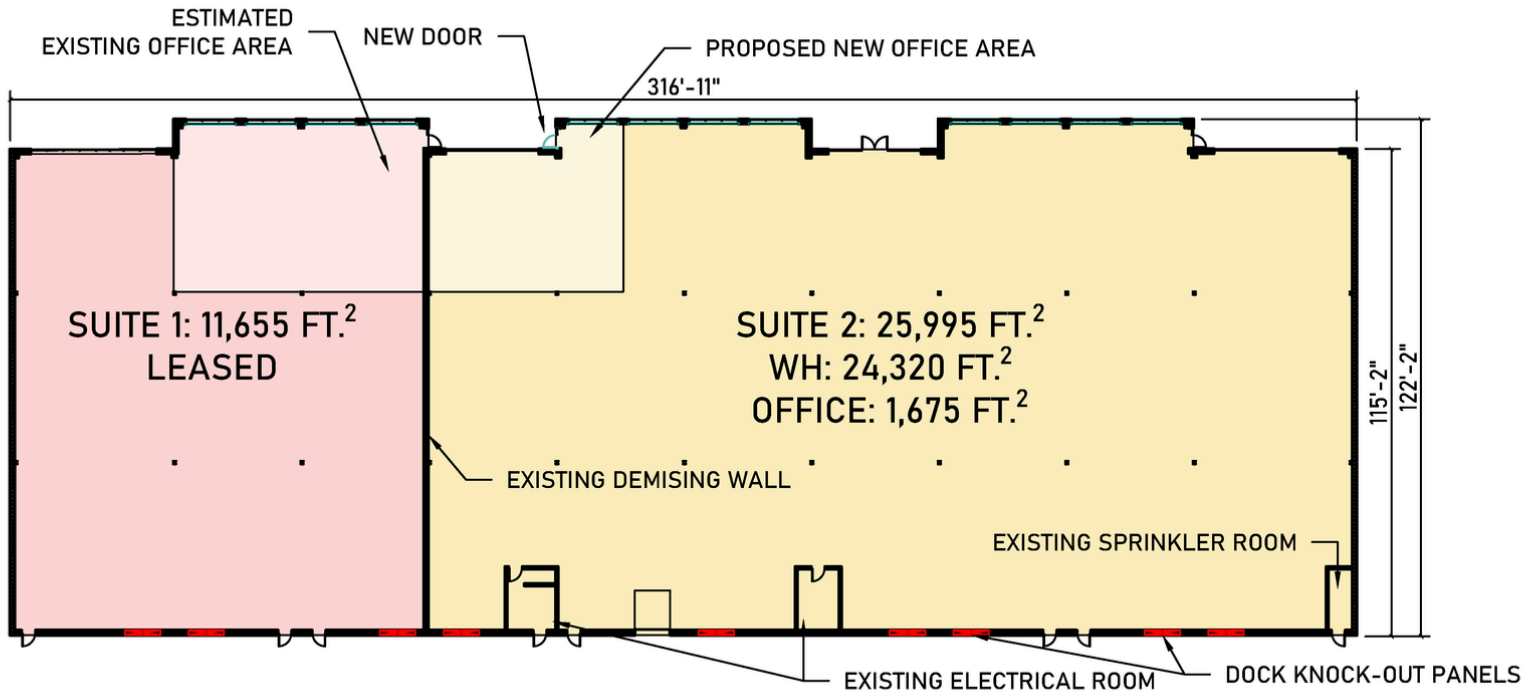 ESTIMATED
EXISTING OFFICE AREA
NEW DOOR
PROPOSED NEW OFFICE AREA
316'-11"
SUITE 1: 11,655 FT.²
LEASED
SUITE 2: 25,995 FT.²
WH: 24,320 FT.²
OFFICE: 1,675 FT.²
115'-2"
122'-2"
EXISTING DEMISING WALL
EXISTING SPRINKLER ROOM
EXISTING ELECTRICAL ROOM
DOCK KNOCK-OUT PANELS